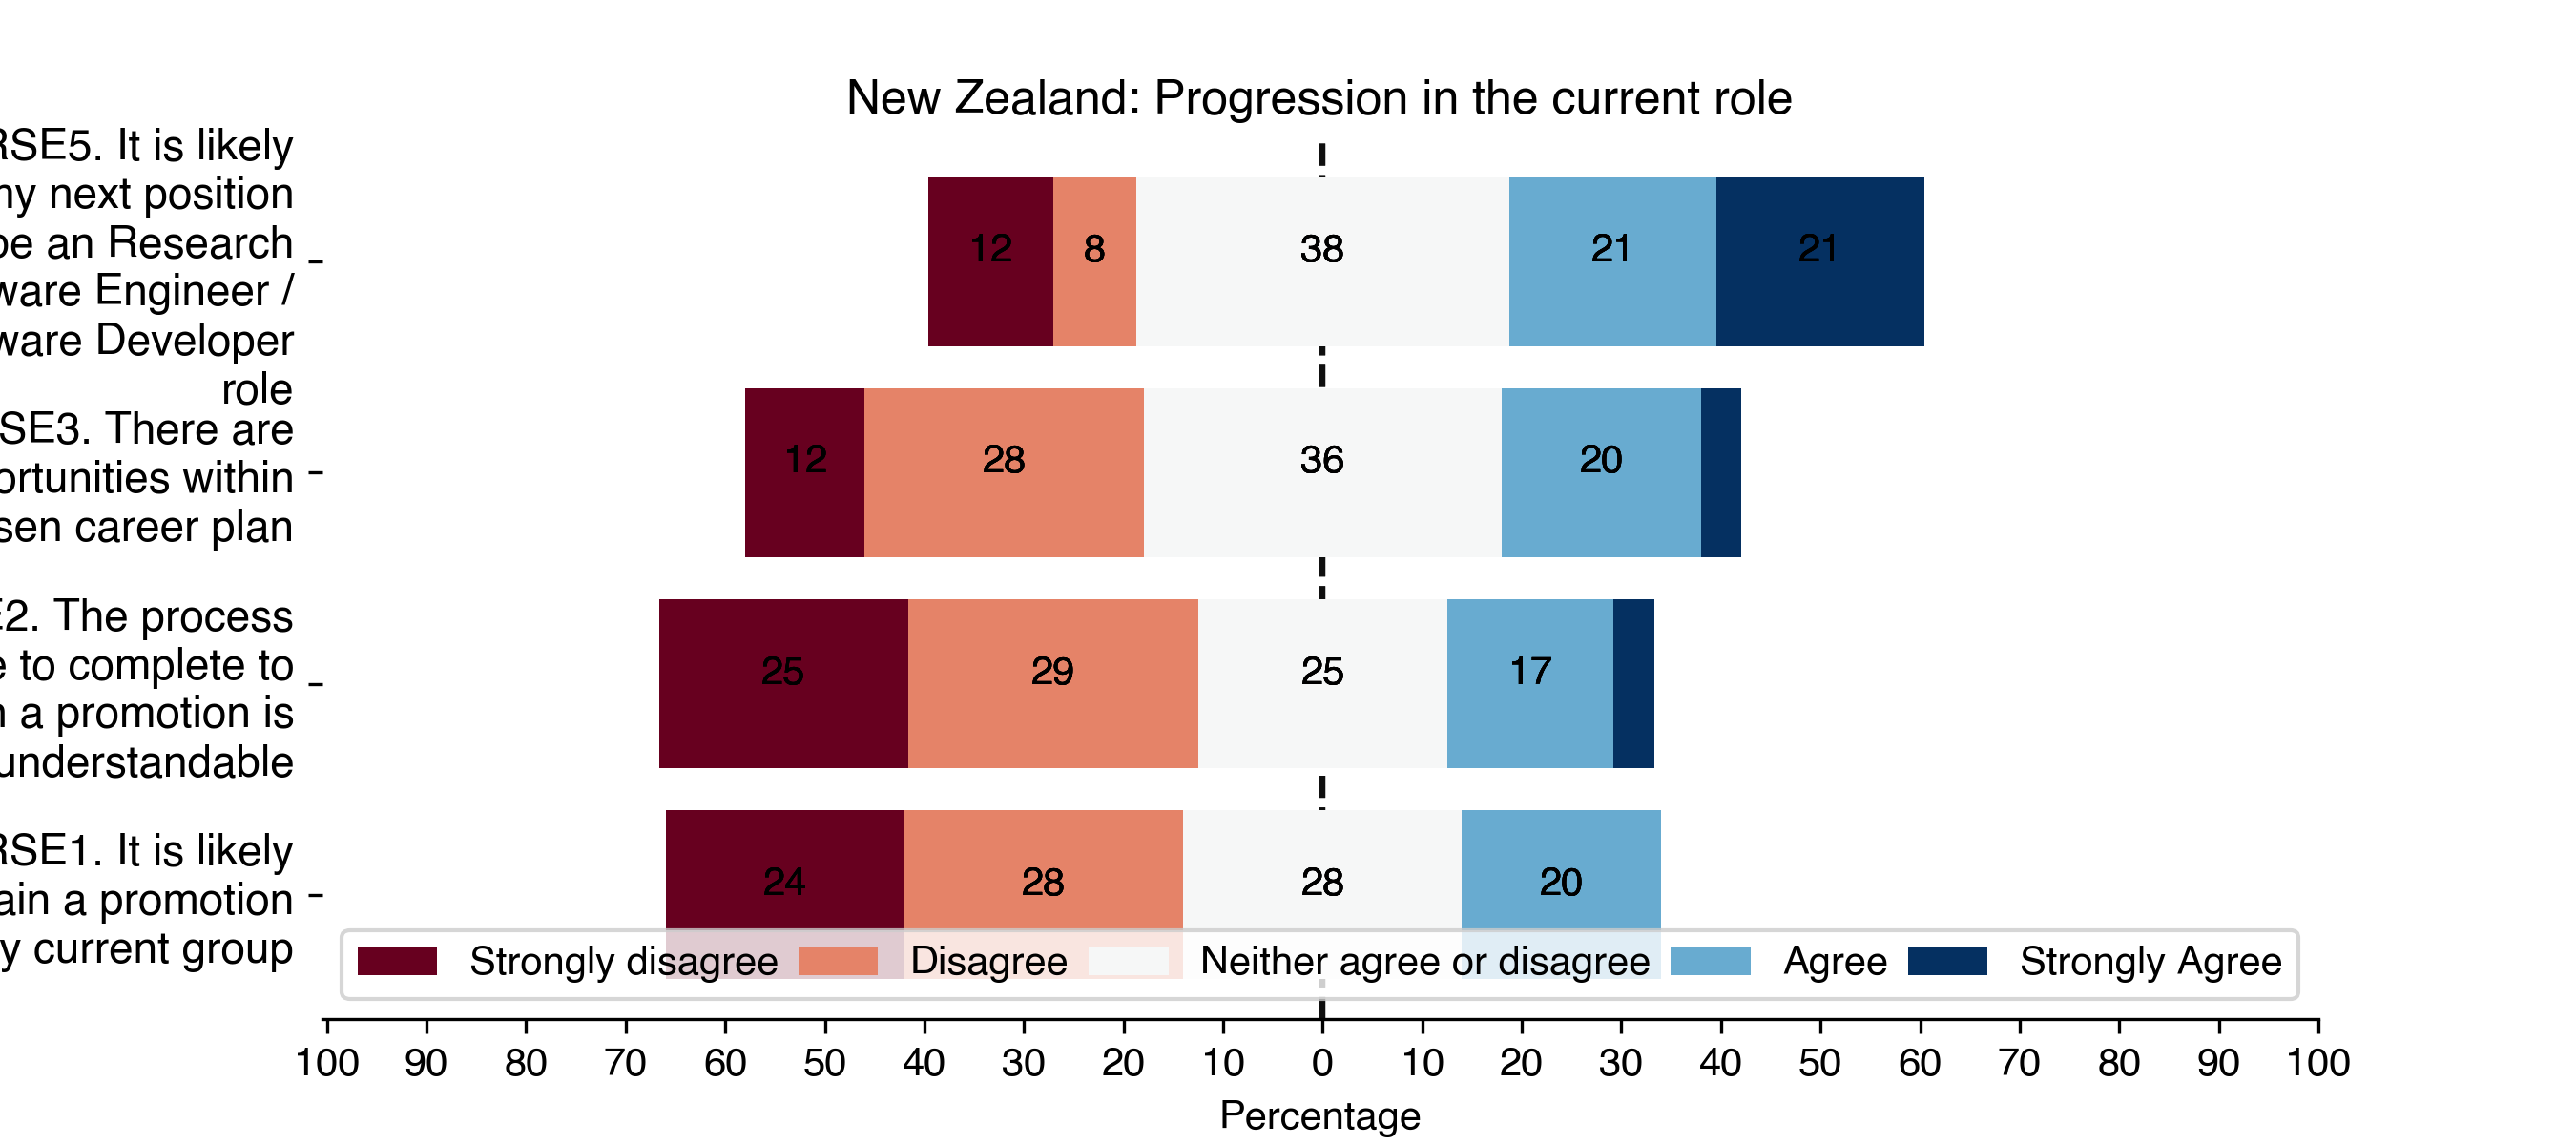 New Zealand: Progression in the current role
RSE5. It is likely
my next position
be an Research
ware Engineer /
ware Developer
role
12 8 38 21 21
SE3. There are
ortunities within
sen career plan
12 28 36 20
E2. The process
e to complete to
n a promotion is
understandable
25 29 25 17
RSE1. It is likely
ain a promotion
y current group
24 28 28 20
Strongly disagree Disagree Neither agree or disagree Agree Strongly Agree
100 90 80 70 60 50 40 30 20 10 0 10 20 30 40 50 60 70 80 90 100
Percentage